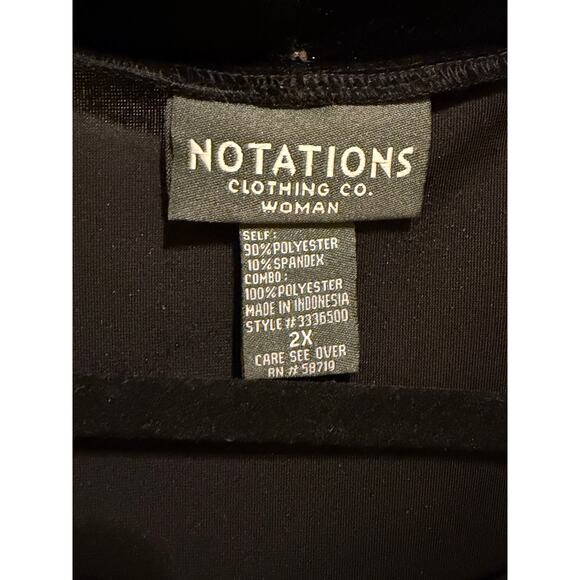 NOTATIONS
CLOTHING CO.
WOMAN
SELF:
90% POLYESTER
10% SPANDEX
COMBO:
100% POLYESTER
MADE IN INDONESIA
STYLE # 3336500
2X
CARE SEE OVER
RN # 58719